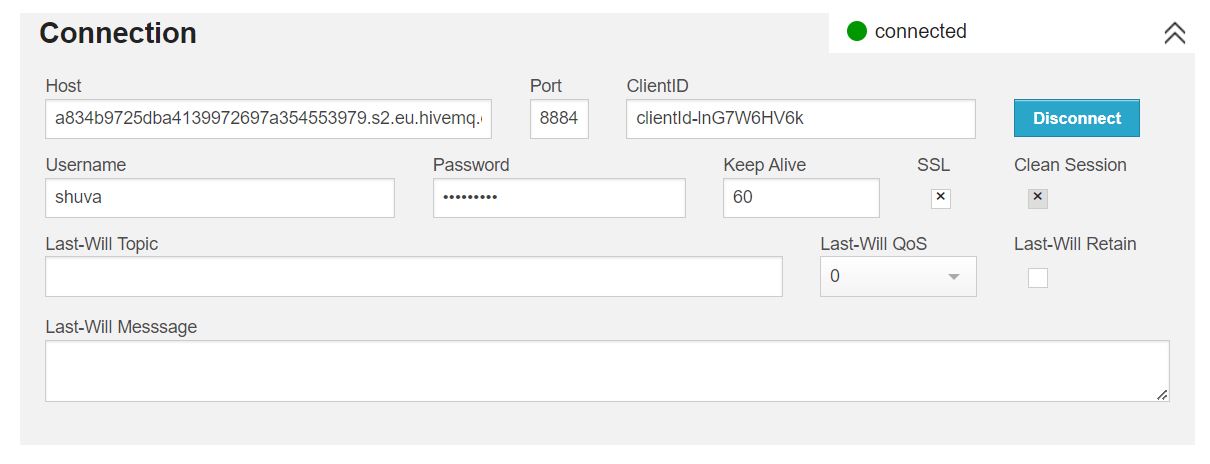 Connection
connected
Host Port ClientID
a834b9725dba4139972697a354553979.s2.eu.hivemq. 8884 clientId-lnG7W6HV6k Disconnect
Username Password Keep Alive SSL Clean Session
shuva ••••••••• 60
Last-Will Topic Last-Will QoS Last-Will Retain
0
Last-Will Messsage